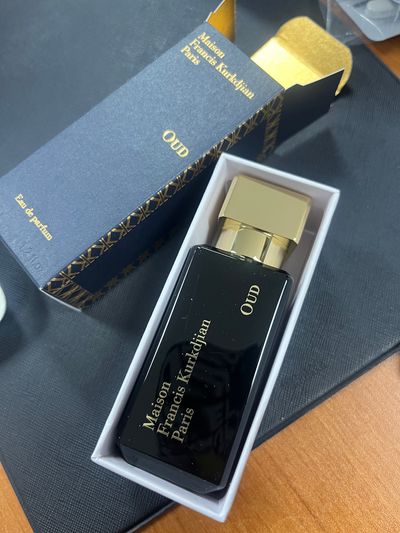 Maison
Francis Kurkdjian
Paris
OUD
Eau de parfum
OUD
Maison
Francis Kurkdjian
Paris